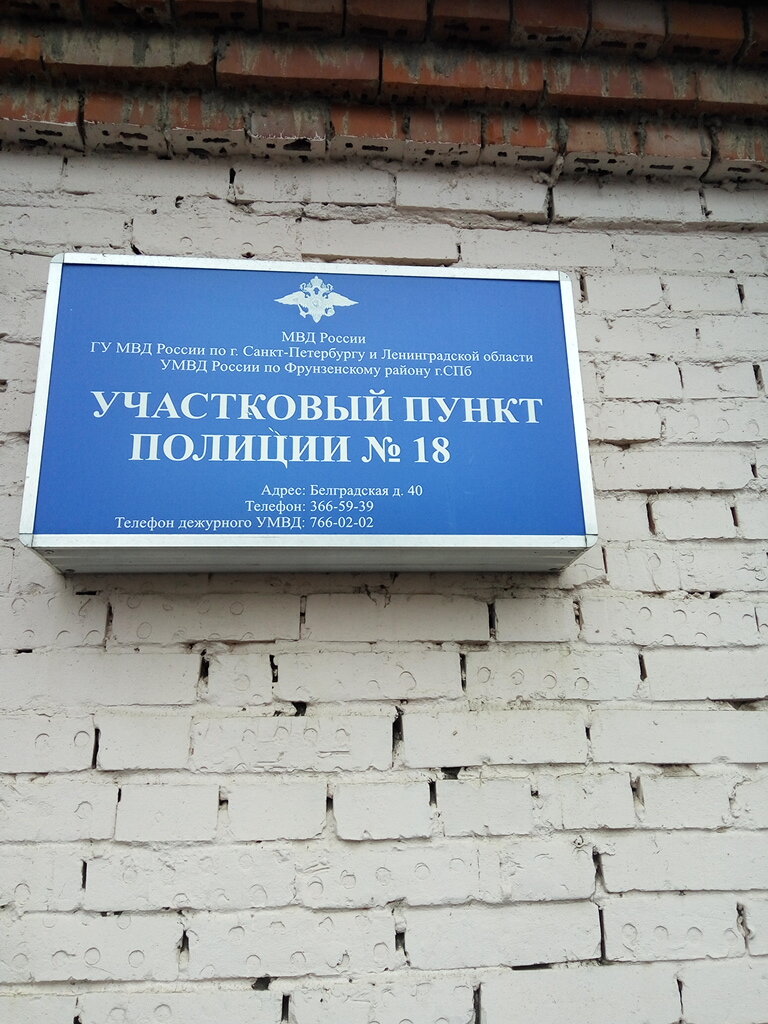 МВД России
ГУ МВД России по г. Санкт-Петербургу и Ленинградской области
УМВД России по Фрунзенскому району г.СПб
УЧАСТКОВЫЙ ПУНКТ
ПОЛИЦИИ № 18
Адрес: Белградская д. 40
Телефон: 366-59-39
Телефон дежурного УМВД: 766-02-02